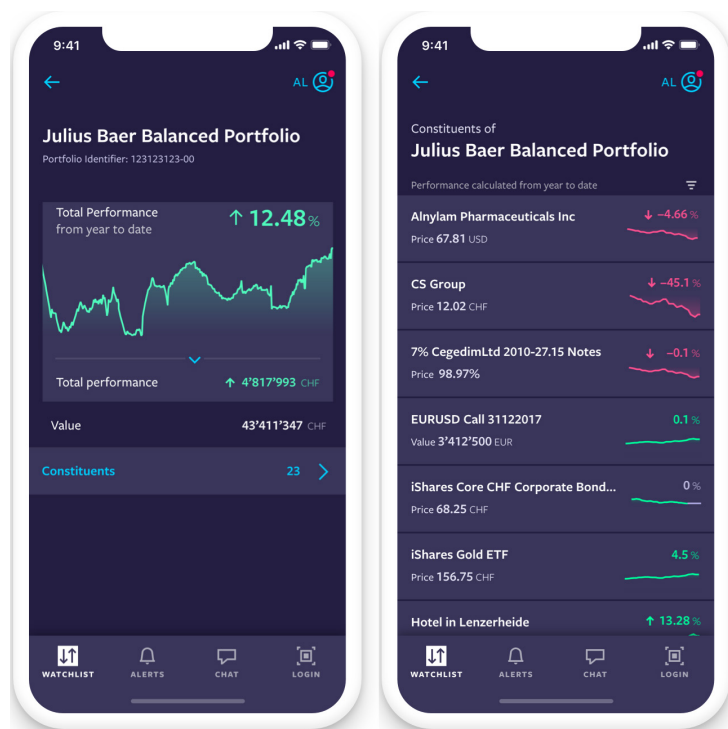 9:41
AL
Julius Baer Balanced Portfolio
Portfolio Identifier: 123123123-00
Total Performance
from year to date
↑ 12.48%
Total performance ↑ 4’817’993 CHF
Value 43’411’347 CHF
Constituents 23
WATCHLIST ALERTS CHAT LOGIN
9:41
AL
Constituents of
Julius Baer Balanced Portfolio
Performance calculated from year to date
Alnylam Pharmaceuticals Inc ↓ −4.66 %
Price 67.81 USD
CS Group ↓ −45.1 %
Price 12.02 CHF
7% CegedimLtd 2010-27.15 Notes ↓ −0.1 %
Price 98.97%
EURUSD Call 31122017 0.1 %
Value 3’412’500 EUR
iShares Core CHF Corporate Bond... 0 %
Price 68.25 CHF
iShares Gold ETF 4.5 %
Price 156.75 CHF
Hotel in Lenzerheide ↑ 13.28 %
WATCHLIST ALERTS CHAT LOGIN